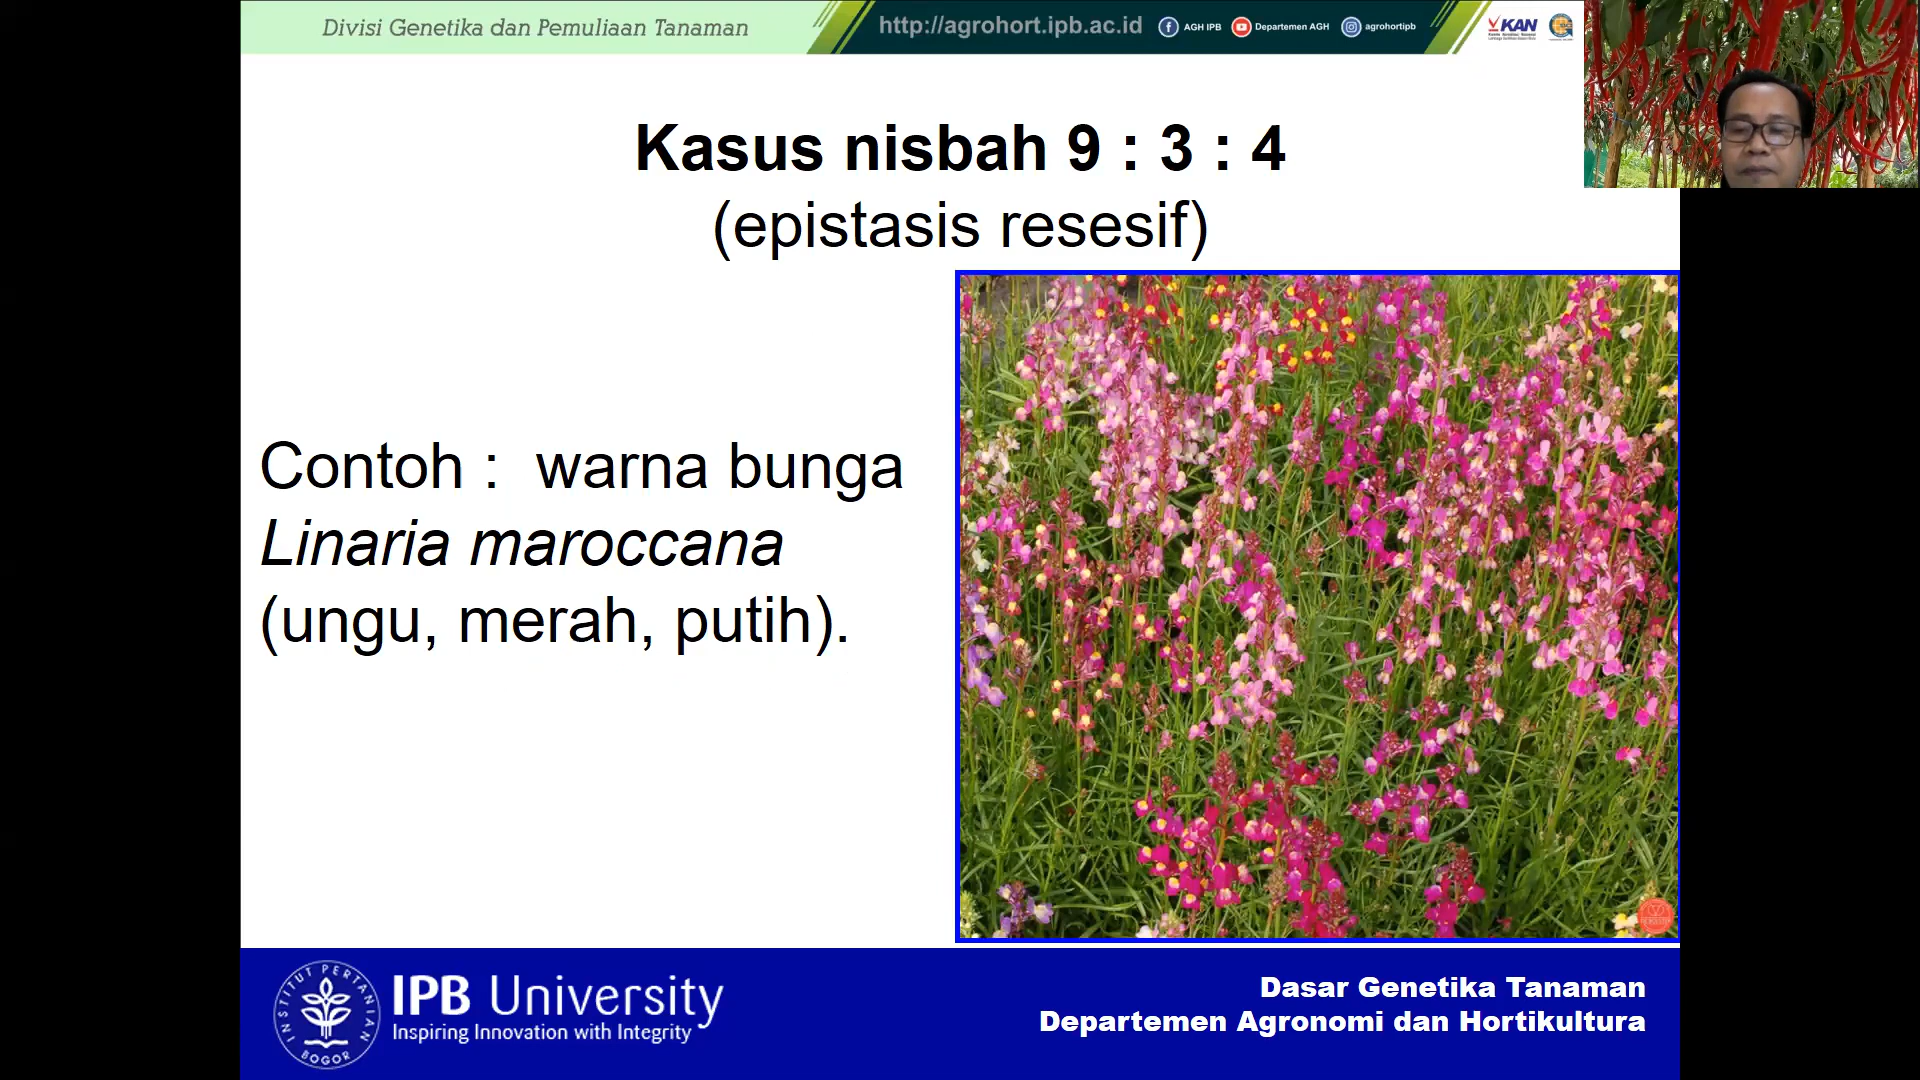 Divisi Genetika dan Pemuliaan Tanaman
http://agrohort.ipb.ac.id
AGH IPB
Departemen AGH
agrohortipb
KAN
Kasus nisbah 9 : 3 : 4
(epistasis resesif)
Contoh : warna bunga
Linaria maroccana
(ungu, merah, putih).
INSTITUT PERTANIAN
BOGOR
IPB University
Inspiring Innovation with Integrity
Dasar Genetika Tanaman
Departemen Agronomi dan Hortikultura